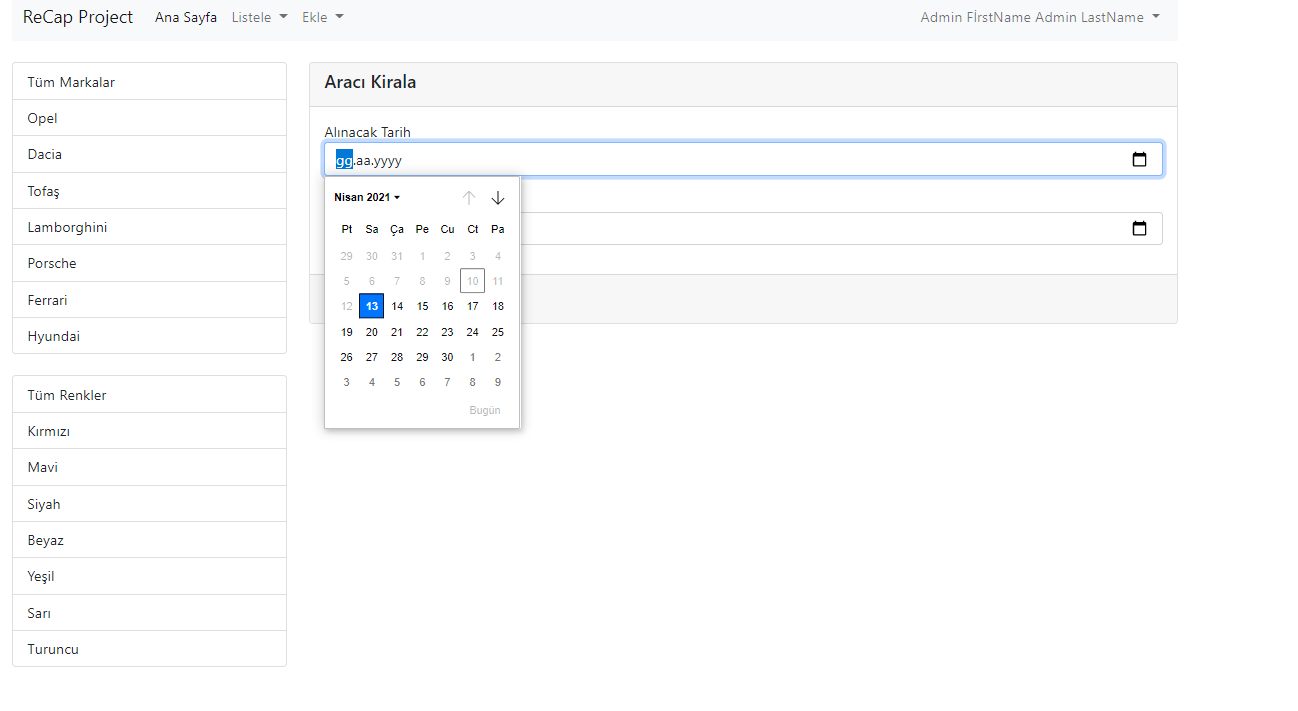 ReCap Project Ana Sayfa Listele Ekle Admin Fİrst​Name Admin LastName
Tüm Markalar
Opel
Dacia
Tofaş
Lamborghini
Porsche
Ferrari
Hyundai
Tüm Renkler
Kırmızı
Mavi
Siyah
Beyaz
Yeşil
Sarı
Turuncu
Aracı Kirala
Alınacak Tarih
gg.aa.yyyy
Nisan 2021
Pt Sa Ça Pe Cu Ct Pa
29 30 31 1 2 3 4
5 6 7 8 9 10 11
12 13 14 15 16 17 18
19 20 21 22 23 24 25
26 27 28 29 30 1 2
3 4 5 6 7 8 9
Bugün